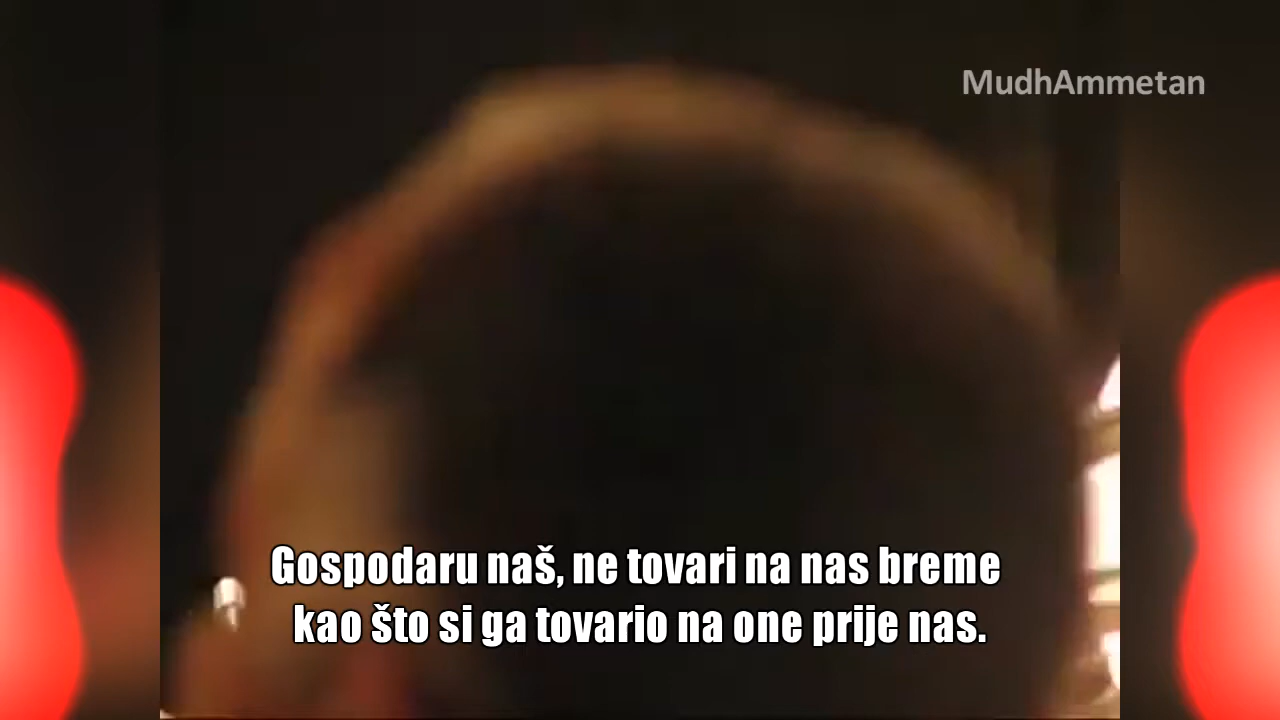 MudhAmmetan
Gospodaru naš, ne tovari na nas breme
kao što si ga tovario na one prije nas.